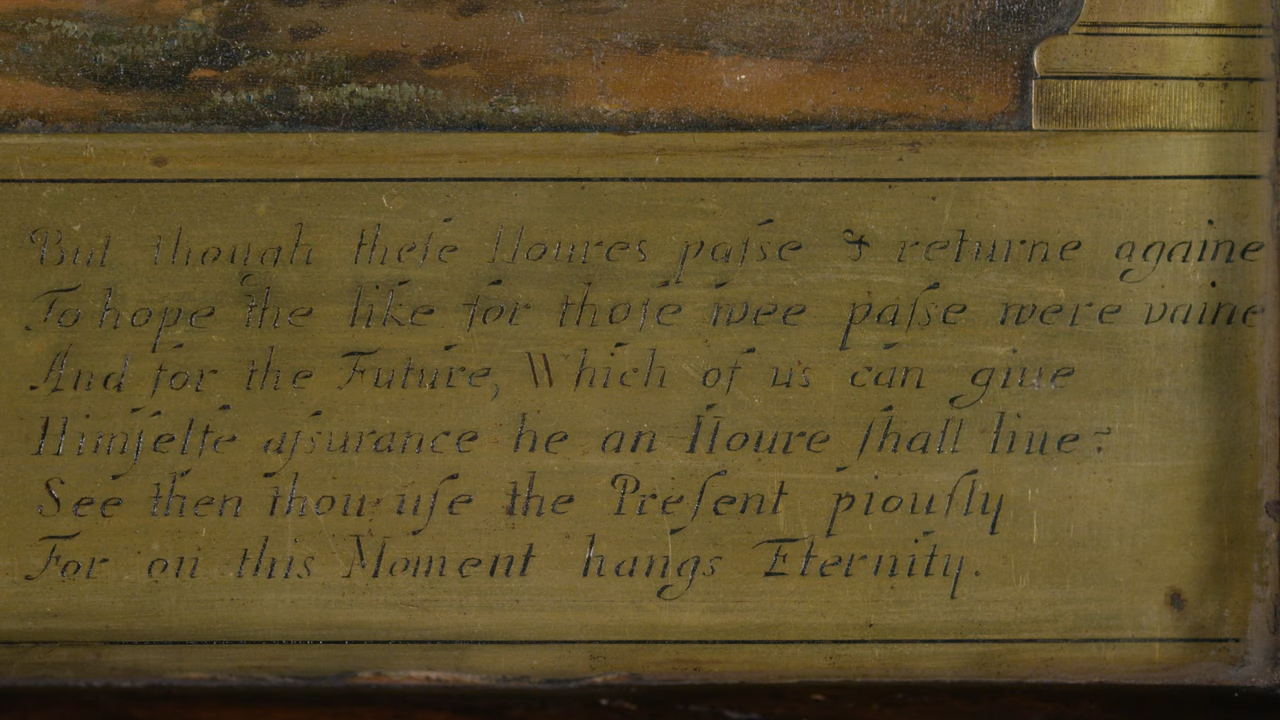 But though theſe Houres paſse & returne againe
To hope the like for thoſe wee paſse were vaine
And for the Future, Which of us can giue
Himſelfe aſsurance he an Houre ſhall liue?
See then thou uſe the Preſent piouſly
For on this Moment hangs Eternity.